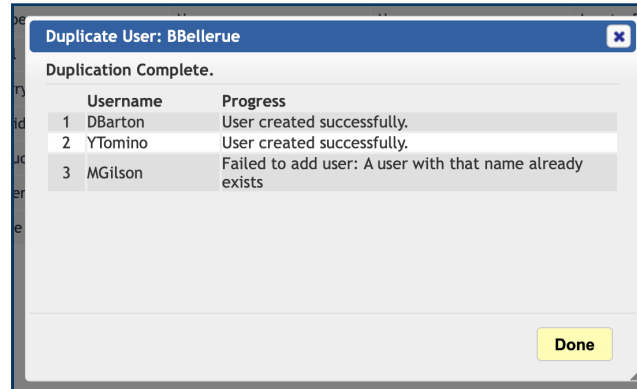 Duplicate User: BBellerue
Duplication Complete.
Username Progress
1 DBarton User created successfully.
2 YTomino User created successfully.
3 MGilson Failed to add user: A user with that name already
exists
Done